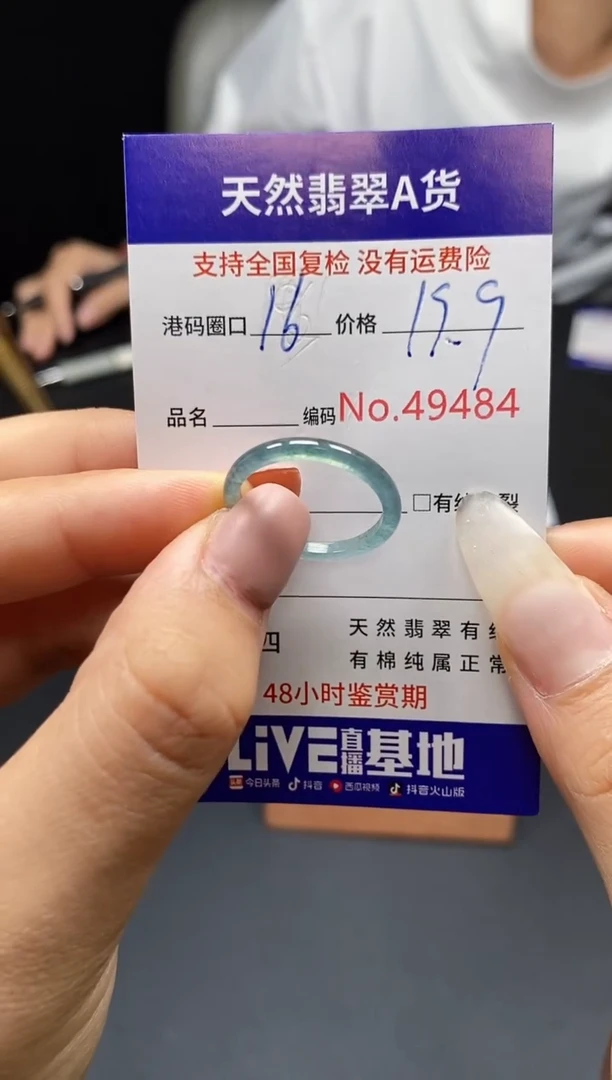 天然翡翠A货
支持全国复检 没有运费险
港码圈口 16 价格 19.9
品名 编码 No.49484
□有 裂
四 天然翡翠有
有棉纯属正常
48小时鉴赏期
LiVE直播基地
今日头条 抖音 西瓜视频 抖音火山版